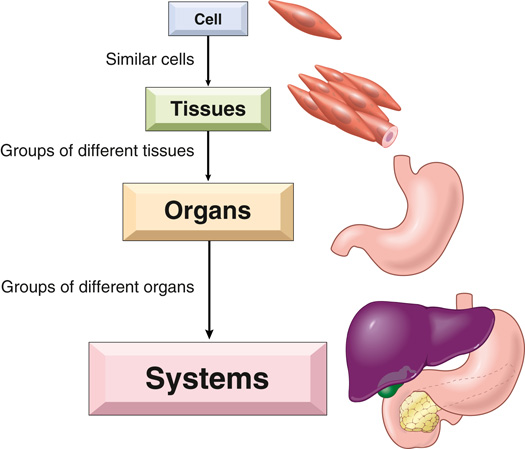 Cell
Similar cells
Tissues
Groups of different tissues
Organs
Groups of different organs
Systems